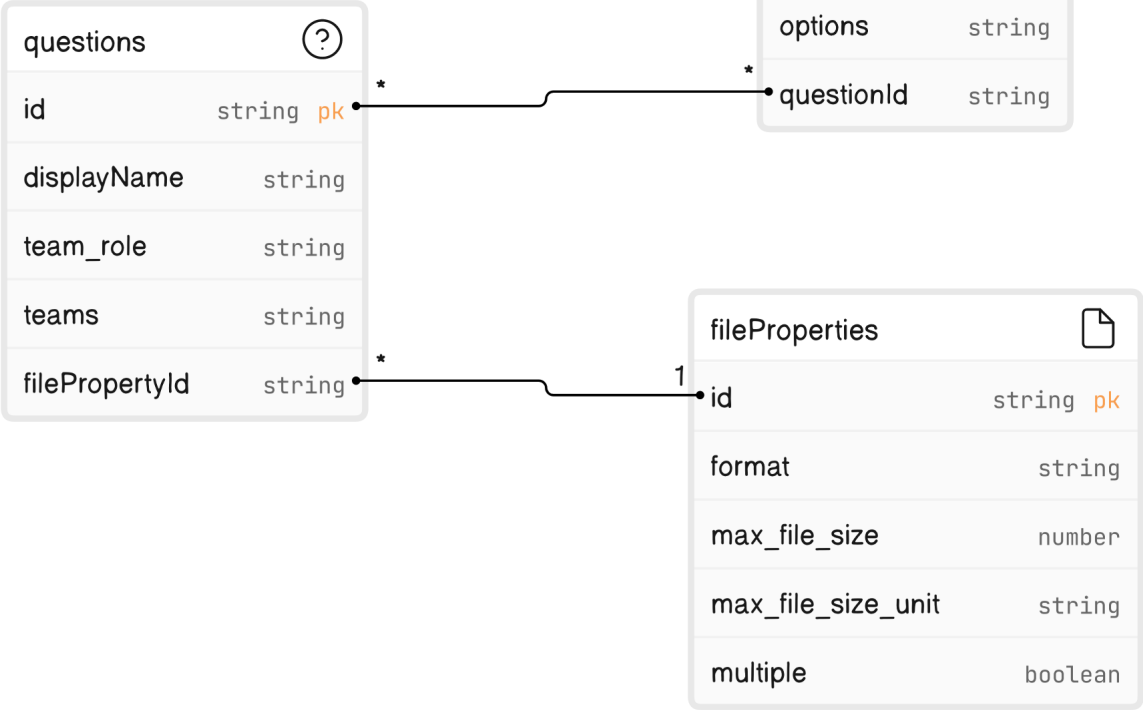 questions
id string pk
displayName string
team_role string
teams string
filePropertyId string
*
*
options string
questionId string
*
1
fileProperties
id string pk
format string
max_file_size number
max_file_size_unit string
multiple boolean